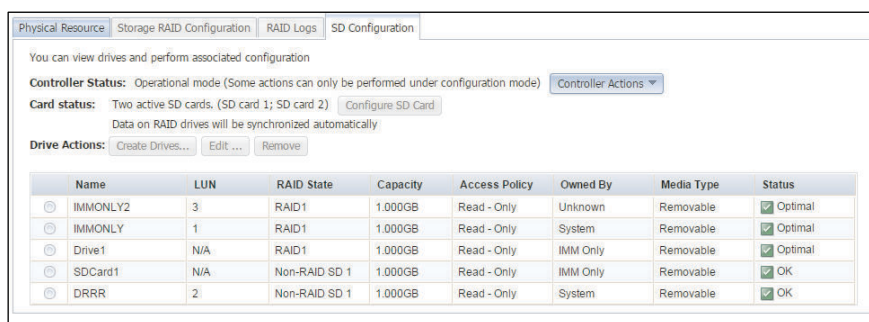 Physical Resource Storage RAID Configuration RAID Logs SD Configuration
You can view drives and perform associated configuration
Controller Status: Operational mode (Some actions can only be performed under configuration mode) Controller Actions
Card status: Two active SD cards. (SD card 1; SD card 2) Configure SD Card
Data on RAID drives will be synchronized automatically
Drive Actions: Create Drives... Edit ... Remove
Name LUN RAID State Capacity Access Policy Owned By Media Type Status
IMMONLY2 3 RAID1 1.000GB Read - Only Unknown Removable Optimal
IMMONLY 1 RAID1 1.000GB Read - Only System Removable Optimal
Drive1 N/A RAID1 1.000GB Read - Only IMM Only Removable Optimal
SDCard1 N/A Non-RAID SD 1 1.000GB Read - Only IMM Only Removable OK
DRRR 2 Non-RAID SD 1 1.000GB Read - Only System Removable OK